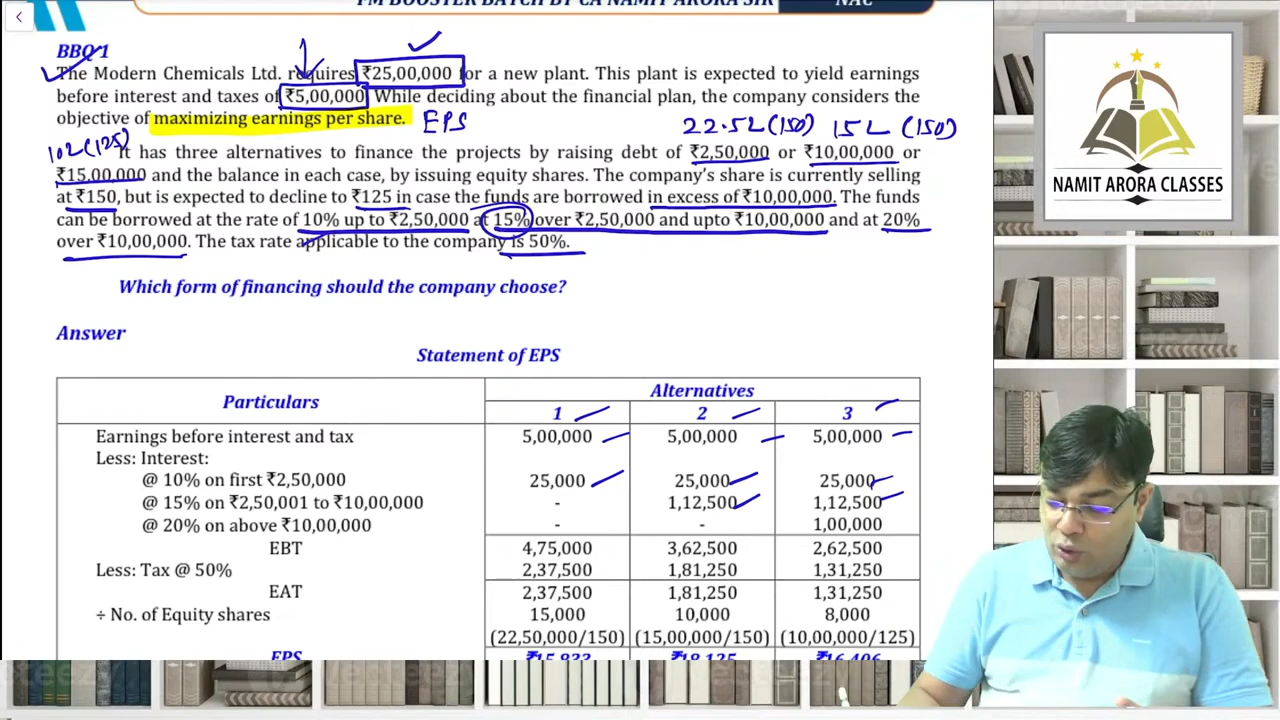 FM BOOSTER BATCH BY CA NAMIT ARORA SIR
NAC
BBQ 1
The Modern Chemicals Ltd. requires ₹25,00,000 for a new plant. This plant is expected to yield earnings
before interest and taxes of ₹5,00,000. While deciding about the financial plan, the company considers the
objective of maximizing earnings per share. EPS
22.5L (150) 15L (150)
10L (125)
It has three alternatives to finance the projects by raising debt of ₹2,50,000 or ₹10,00,000 or
₹15,00,000 and the balance in each case, by issuing equity shares. The company's share is currently selling
at ₹150, but is expected to decline to ₹125 in case the funds are borrowed in excess of ₹10,00,000. The funds
can be borrowed at the rate of 10% up to ₹2,50,000 at 15% over ₹2,50,000 and upto ₹10,00,000 and at 20%
over ₹10,00,000. The tax rate applicable to the company is 50%.
Which form of financing should the company choose?
Answer
Statement of EPS
Particulars Alternatives
1 2 3
Earnings before interest and tax 5,00,000 5,00,000 5,00,000
Less: Interest:
@ 10% on first ₹2,50,000 25,000 25,000 25,000
@ 15% on ₹2,50,001 to ₹10,00,000 - 1,12,500 1,12,500
@ 20% on above ₹10,00,000 - - 1,00,000
EBT 4,75,000 3,62,500 2,62,500
Less: Tax @ 50% 2,37,500 1,81,250 1,31,250
EAT 2,37,500 1,81,250 1,31,250
÷ No. of Equity shares 15,000 10,000 8,000
(22,50,000/150) (15,00,000/150) (10,00,000/125)
EPS ₹15.833 ₹18.125 ₹16.406
NAMIT ARORA CLASSES